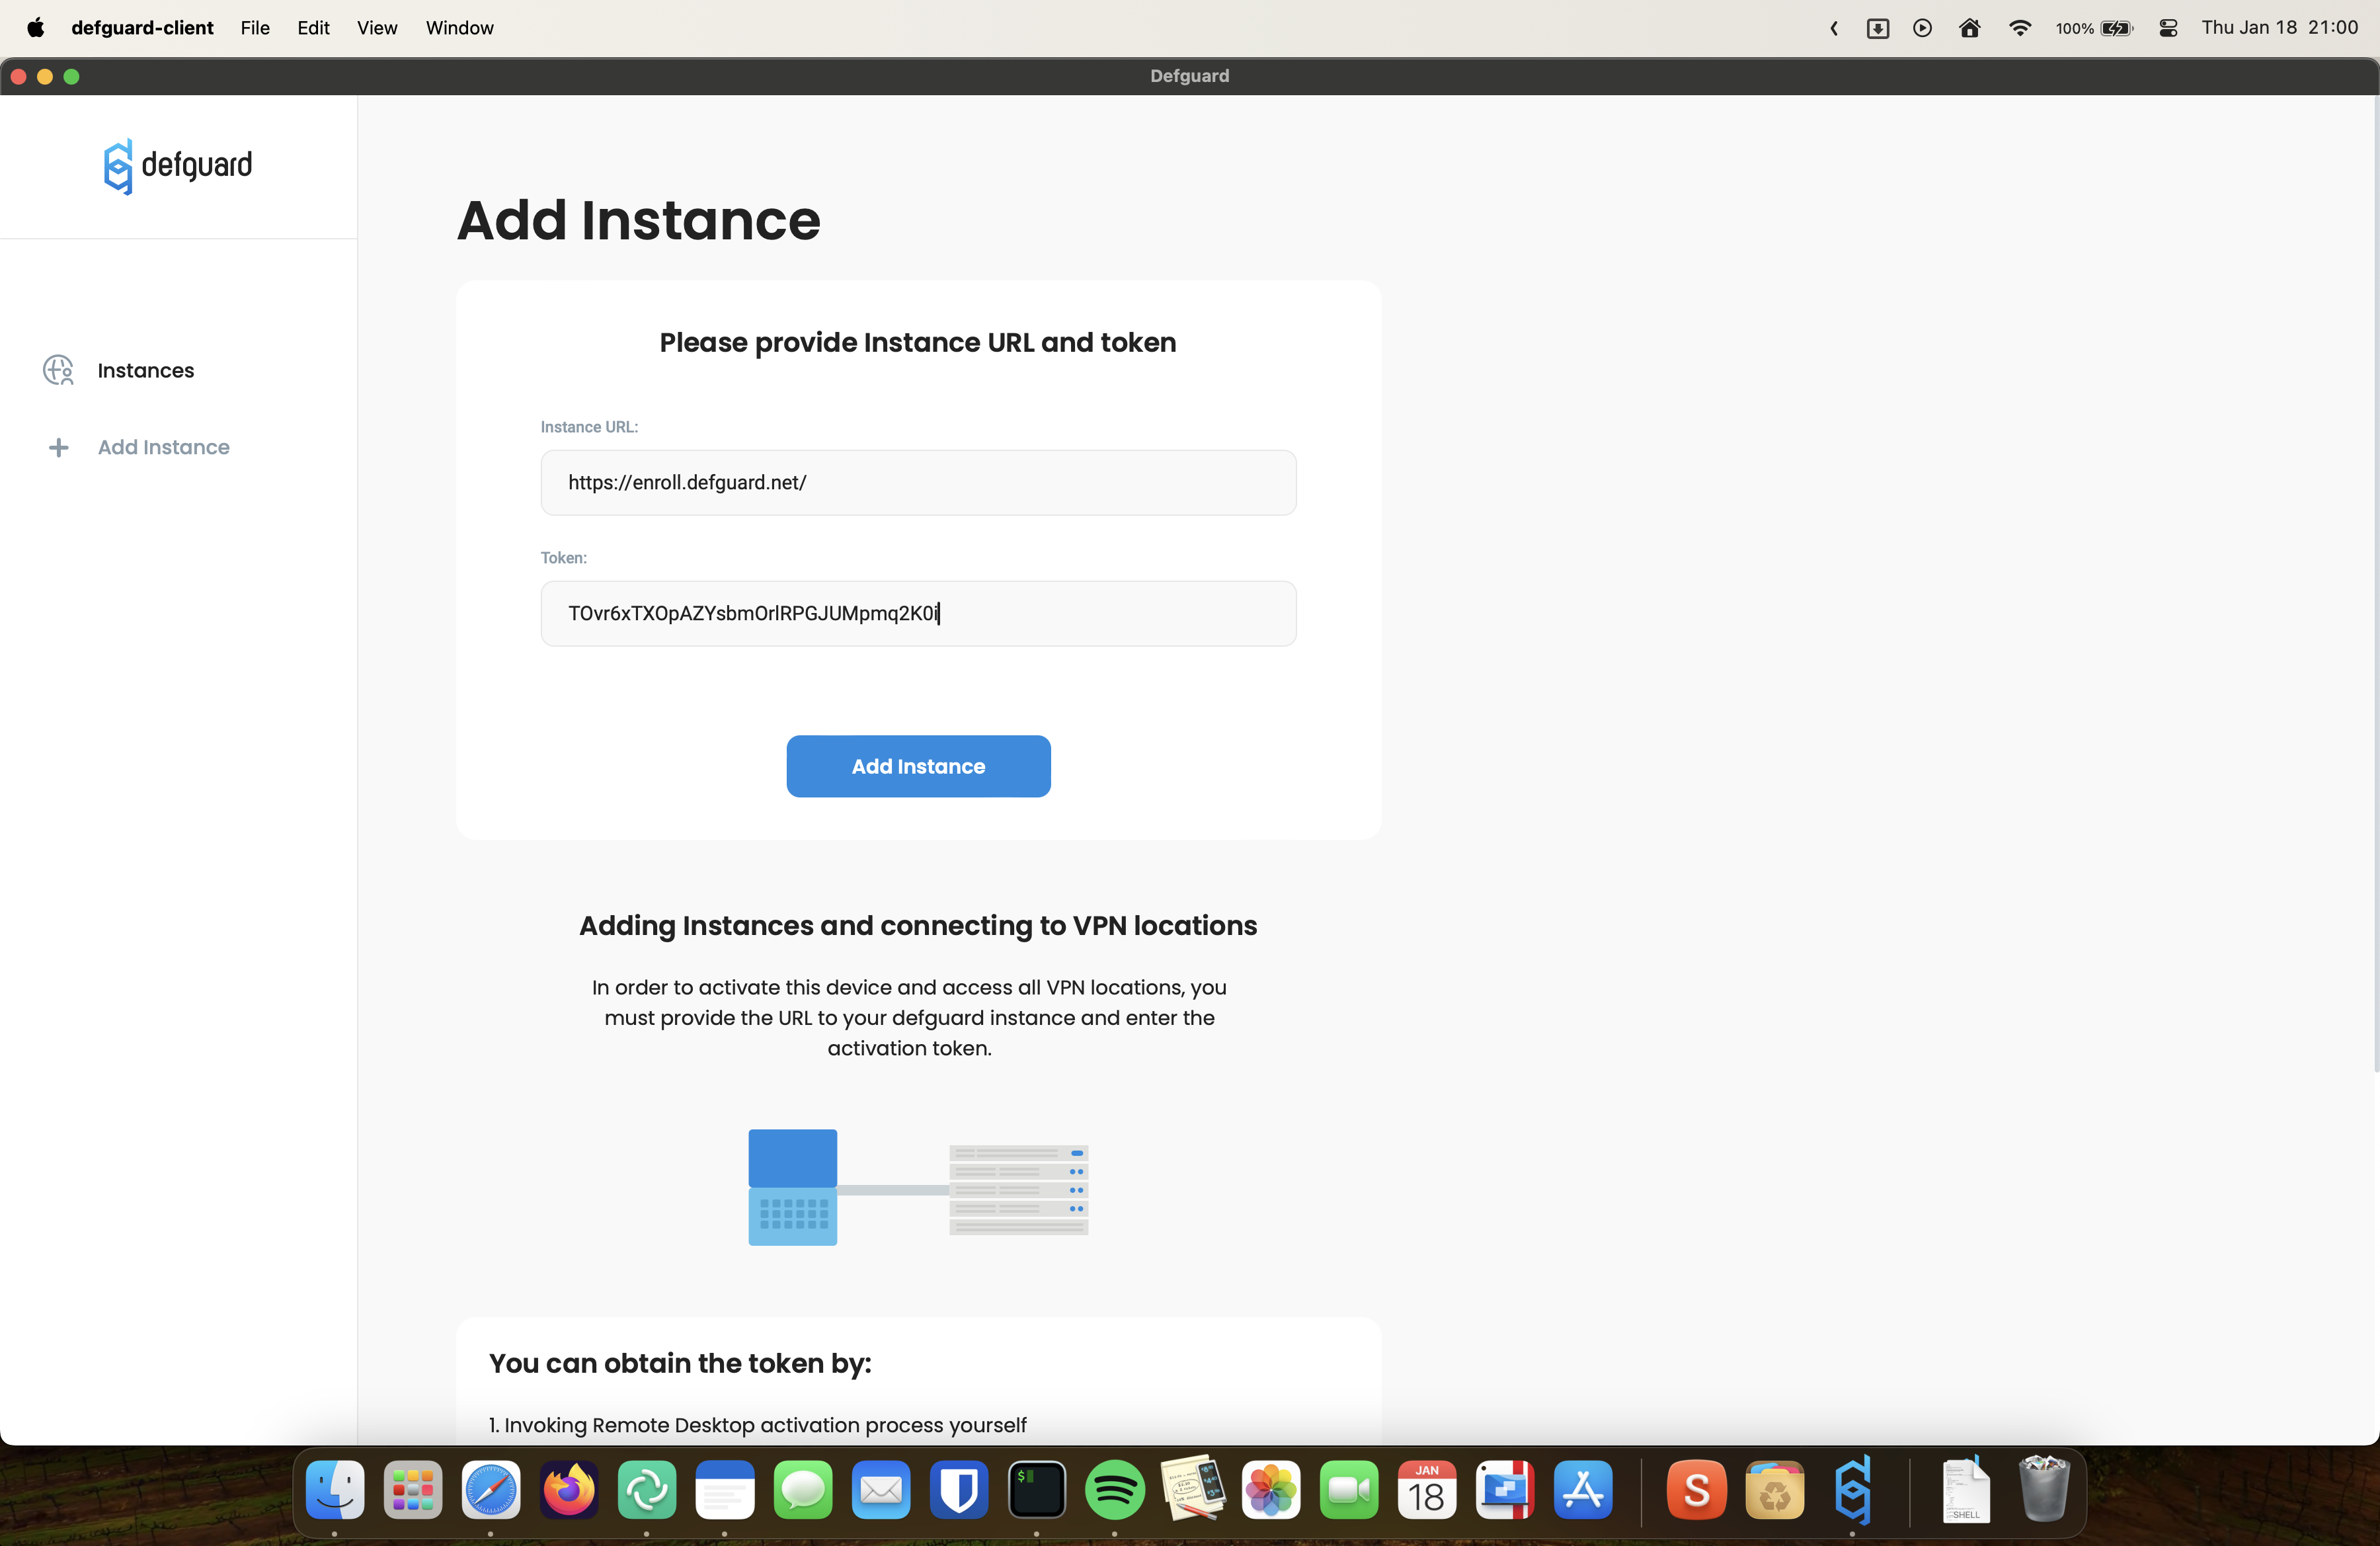 defguard-client File Edit View Window 100% Thu Jan 18 21:00
Defguard
defguard
Instances
Add Instance
Add Instance
Please provide Instance URL and token
Instance URL:
https://enroll.defguard.net/
Token:
TOvr6xTXOpAZYsbmOrlRPGJUMpmq2K0i
Add Instance
Adding Instances and connecting to VPN locations
In order to activate this device and access all VPN locations, you
must provide the URL to your defguard instance and enter the
activation token.
You can obtain the token by:
1. Invoking Remote Desktop activation process yourself
$
JAN
18
S
SHELL